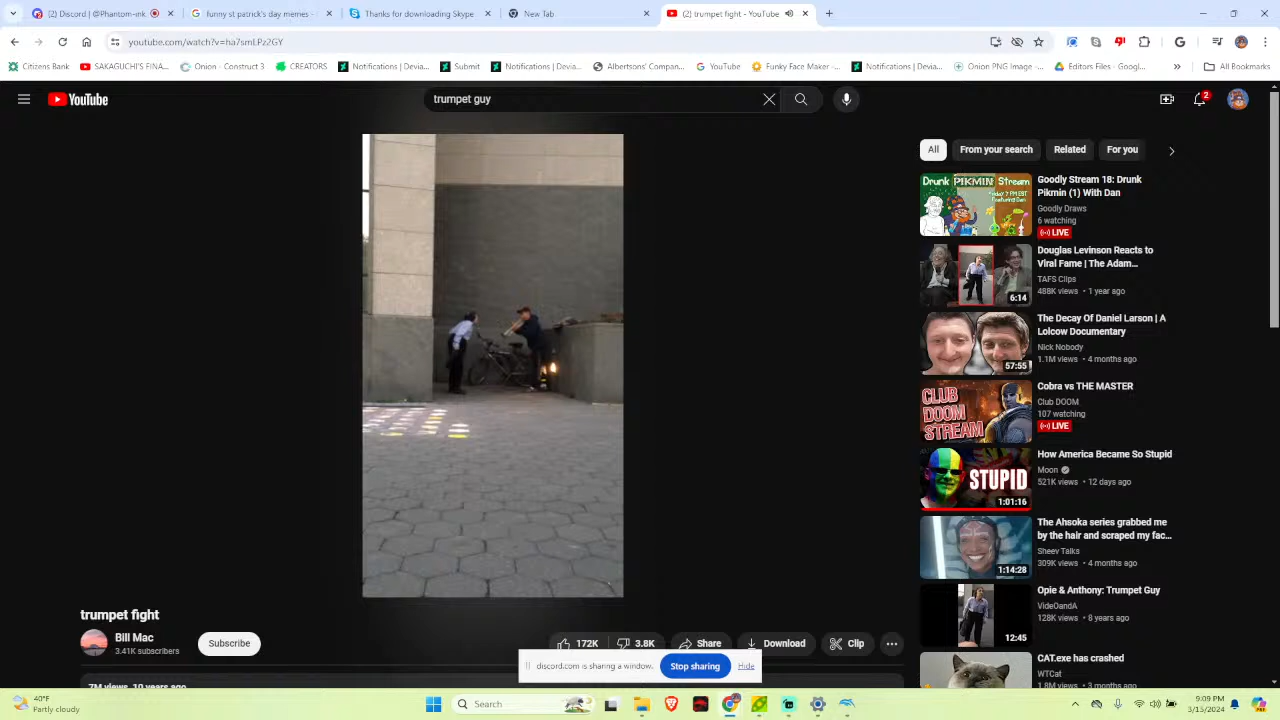 Discord | @Phantom-ink
funny st patrick's day memes -
Thanks for Downloading Skype
New Tab
(2) trumpet fight - YouTube
youtube.com/watch?v=ha7smLPz2GY
Citizens Bank
SAKAGUCHI'S FINA...
Onion - Construct 3
CREATORS
Notifications | Devia...
Submit
Notifications | Devia...
Albertsons' Compan...
YouTube
Funky Face Maker -...
Notifications | Devia...
Onion PNG Image -...
Editors Pick - Googl...
All Bookmarks
YouTube
trumpet guy
2
All
From your search
Related
For you
Drunk PIKMIN Stream
Friday 7 PM EST
Featuring Dan
Goodly Stream 18: Drunk
Pikmin (1) With Dan
Goodly Draws
6 watching
LIVE
Douglas Levinson Reacts to
Viral Fame | The Adam...
TAFS Clips
488K views • 1 year ago
6:14
The Decay Of Daniel Larson | A
Lolcow Documentary
Nick Nobody
1.1M views • 4 months ago
57:55
CLUB
DOOM
STREAM
Cobra vs THE MASTER
Club DOOM
107 watching
LIVE
STUPID
1:01:16
How America Became So Stupid
Moon
521K views • 12 days ago
The Ahsoka series grabbed me
by the hair and scraped my fac...
Sheev Talks
309K views • 4 months ago
1:14:28
Opie & Anthony: Trumpet Guy
VideOandA
128K views • 8 years ago
12:45
CAT.exe has crashed
WTCat
1.8M views • 3 months ago
trumpet fight
Bill Mac
3.41K subscribers
Subscribe
172K
3.8K
Share
Download
Clip
discord.com is sharing a window.
Stop sharing
Hide
7M views 10 years ago
40°F
Partly cloudy
Search
9:09 PM
3/15/2024